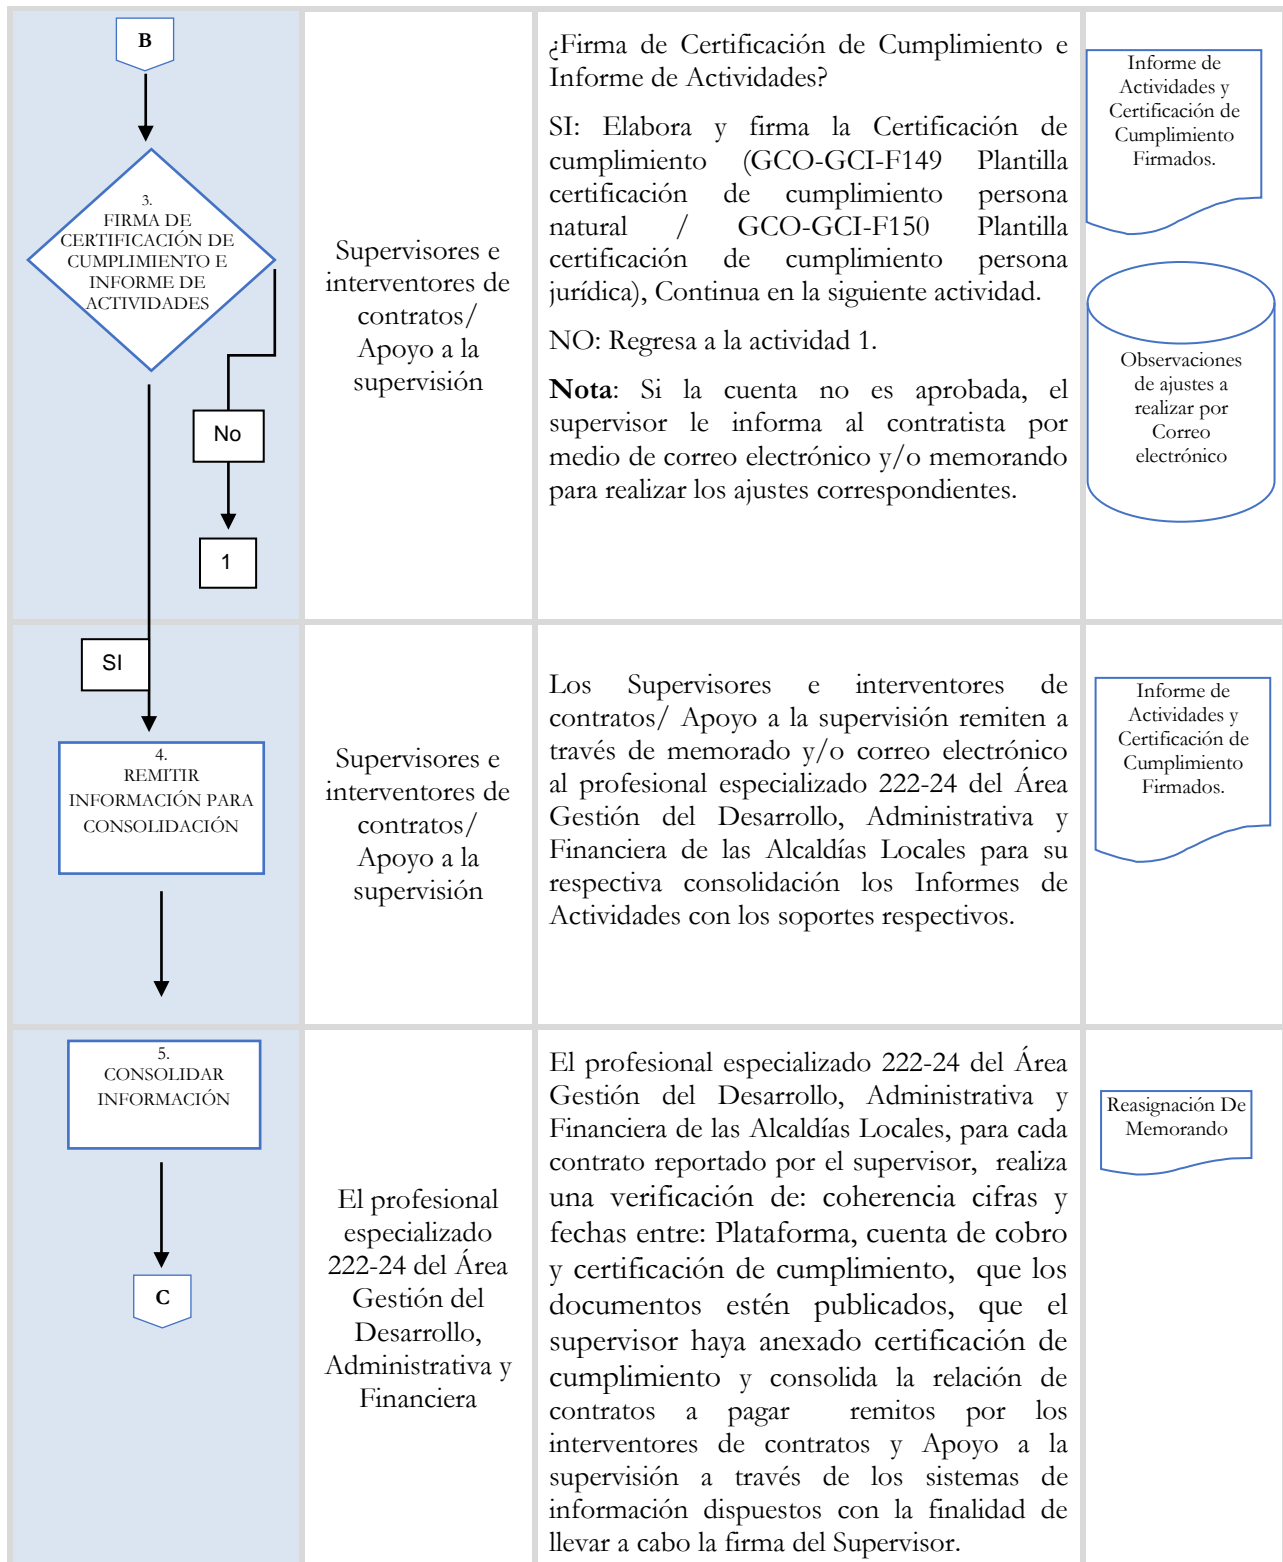 B
3.
FIRMA DE
CERTIFICACIÓN DE
CUMPLIMIENTO E
INFORME DE
ACTIVIDADES
No
1
Supervisores e
interventores de
contratos/
Apoyo a la
supervisión
¿Firma de Certificación de Cumplimiento e
Informe de Actividades?
SI: Elabora y firma la Certificación de
cumplimiento (GCO-GCI-F149 Plantilla
certificación de cumplimiento persona
natural / GCO-GCI-F150 Plantilla
certificación de cumplimiento persona
jurídica), Continua en la siguiente actividad.
NO: Regresa a la actividad 1.
Nota: Si la cuenta no es aprobada, el
supervisor le informa al contratista por
medio de correo electrónico y/o memorando
para realizar los ajustes correspondientes.
Informe de
Actividades y
Certificación de
Cumplimiento
Firmados.
Observaciones
de ajustes a
realizar por
Correo
electrónico
SI
4.
REMITIR
INFORMACIÓN PARA
CONSOLIDACIÓN
Supervisores e
interventores de
contratos/
Apoyo a la
supervisión
Los Supervisores e interventores de
contratos/ Apoyo a la supervisión remiten a
través de memorado y/o correo electrónico
al profesional especializado 222-24 del Área
Gestión del Desarrollo, Administrativa y
Financiera de las Alcaldías Locales para su
respectiva consolidación los Informes de
Actividades con los soportes respectivos.
Informe de
Actividades y
Certificación de
Cumplimiento
Firmados.
5.
CONSOLIDAR
INFORMACIÓN
C
El profesional
especializado
222-24 del Área
Gestión del
Desarrollo,
Administrativa y
Financiera
El profesional especializado 222-24 del Área
Gestión del Desarrollo, Administrativa y
Financiera de las Alcaldías Locales, para cada
contrato reportado por el supervisor, realiza
una verificación de: coherencia cifras y
fechas entre: Plataforma, cuenta de cobro
y certificación de cumplimiento, que los
documentos estén publicados, que el
supervisor haya anexado certificación de
cumplimiento y consolida la relación de
contratos a pagar remitos por los
interventores de contratos y Apoyo a la
supervisión a través de los sistemas de
información dispuestos con la finalidad de
llevar a cabo la firma del Supervisor.
Reasignación De
Memorando